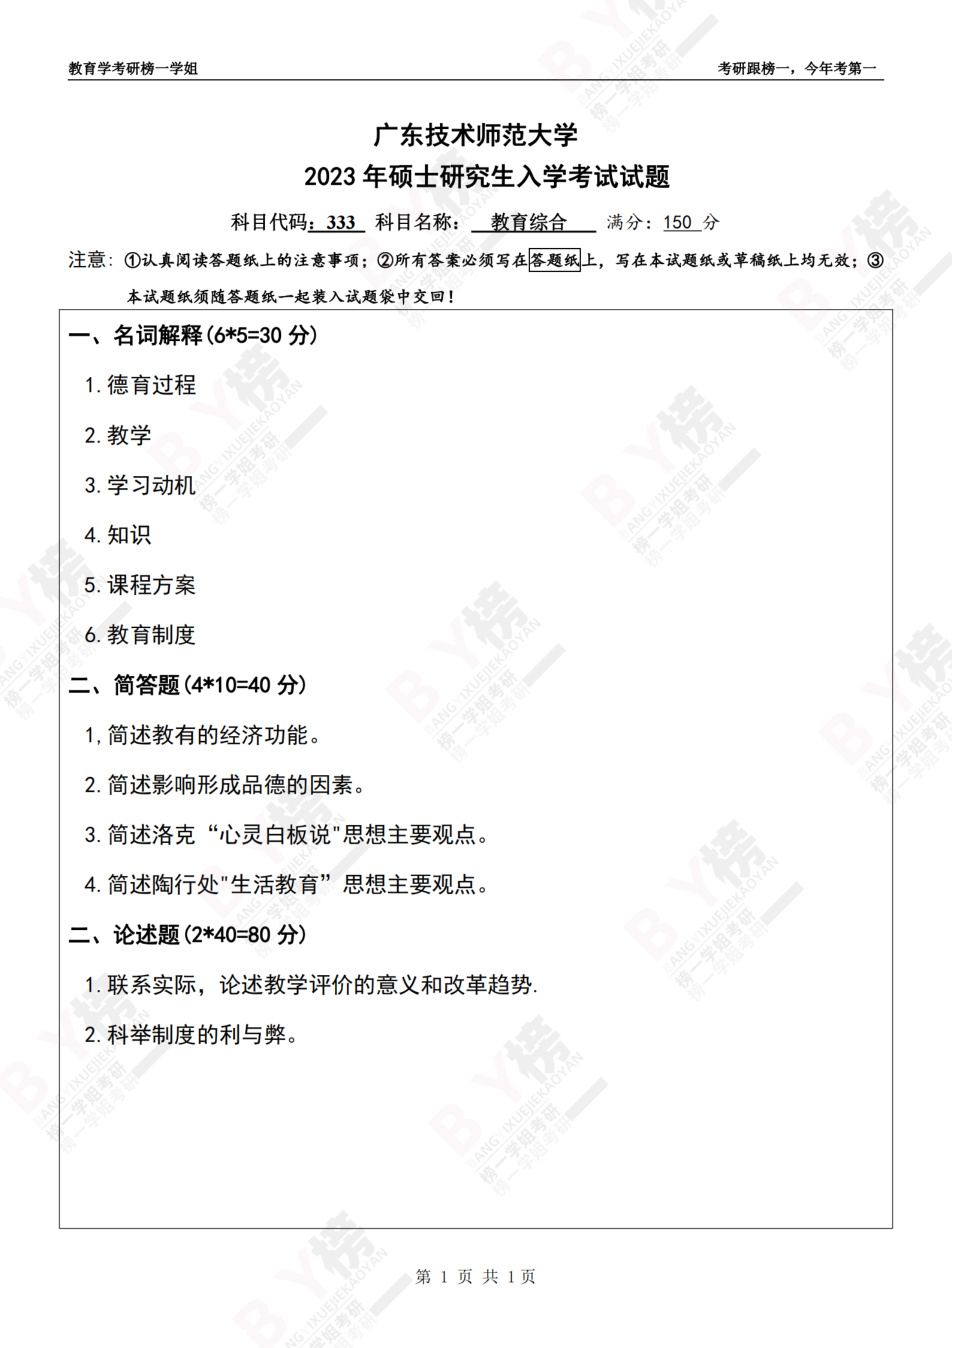 教育学考研榜一学姐 考研跟榜一，今年考第一
广东技术师范大学
2023 年硕士研究生入学考试试题
科目代码：333 科目名称： 教育综合 满分：150 分
注意：①认真阅读答题纸上的注意事项；②所有答案必须写在答题纸上，写在本试题纸或草稿纸上均无效；③
本试题纸须随答题纸一起装入试题袋中交回！
一、名词解释(6*5=30 分)
1.德育过程
2.教学
3.学习动机
4.知识
5.课程方案
6.教育制度
二、简答题(4*10=40 分)
1,简述教有的经济功能。
2.简述影响形成品德的因素。
3.简述洛克“心灵白板说"思想主要观点。
4.简述陶行处"生活教育”思想主要观点。
二、论述题(2*40=80 分)
1.联系实际，论述教学评价的意义和改革趋势.
2.科举制度的利与弊。
第 1 页 共 1 页